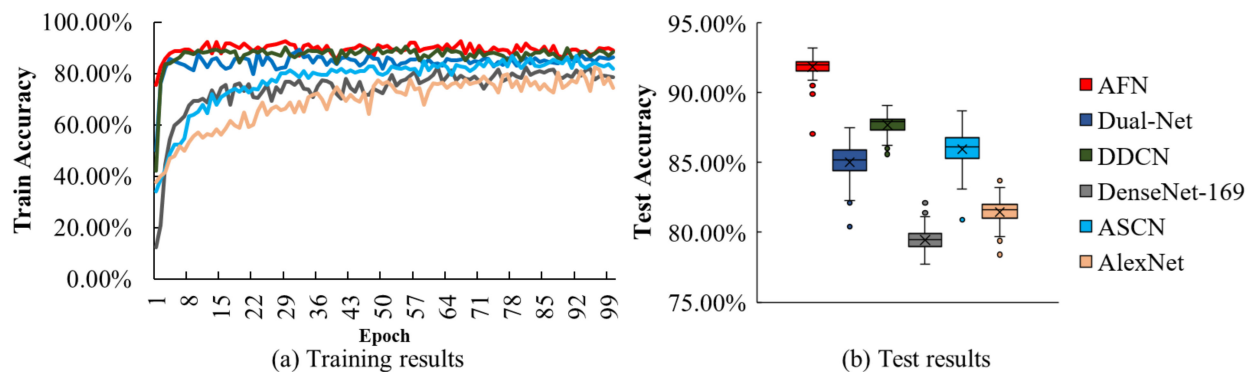 100.00%
80.00%
60.00%
40.00%
20.00%
0.00%
Train Accuracy
1 8 15 22 29 36 43 50 57 64 71 78 85 92 99
Epoch
(a) Training results
95.00%
90.00%
85.00%
80.00%
75.00%
Test Accuracy
(b) Test results
AFN
Dual-Net
DDCN
DenseNet-169
ASCN
AlexNet